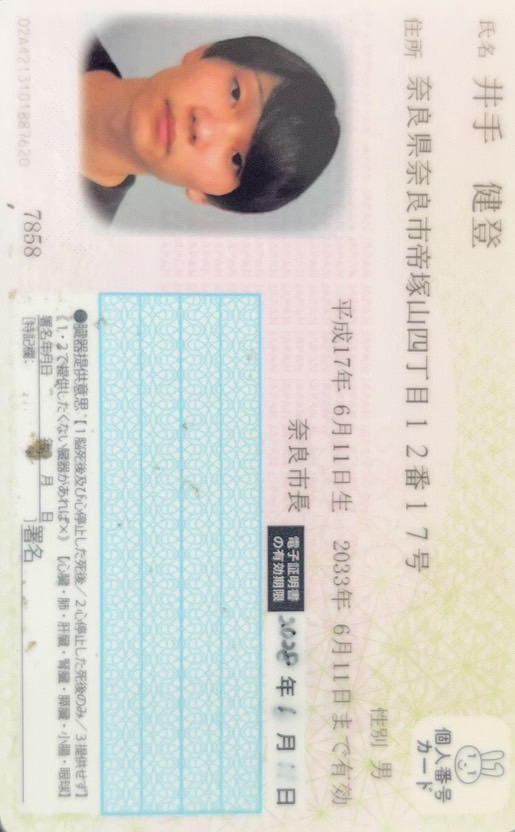 氏名 井手 健登
住所 奈良県奈良市帝塚山四丁目12番17号
個人番号
カード
性別 男
平成17年 6月11日生 2033年 6月11日まで有効
奈良市長
電子証明書
の有効期限
2028年6月 日
02A4213101887620
7858
●臓器提供意思【1 脳死後及び心停止した死後/2心停止した死後のみ/3 提供せず】
《1・2で提供したくない臓器があれば×》【心臓・肺・肝臓・腎臓・膵臓・小腸・眼球】
署名年月日 年 月 日 署名
[特記欄: ]